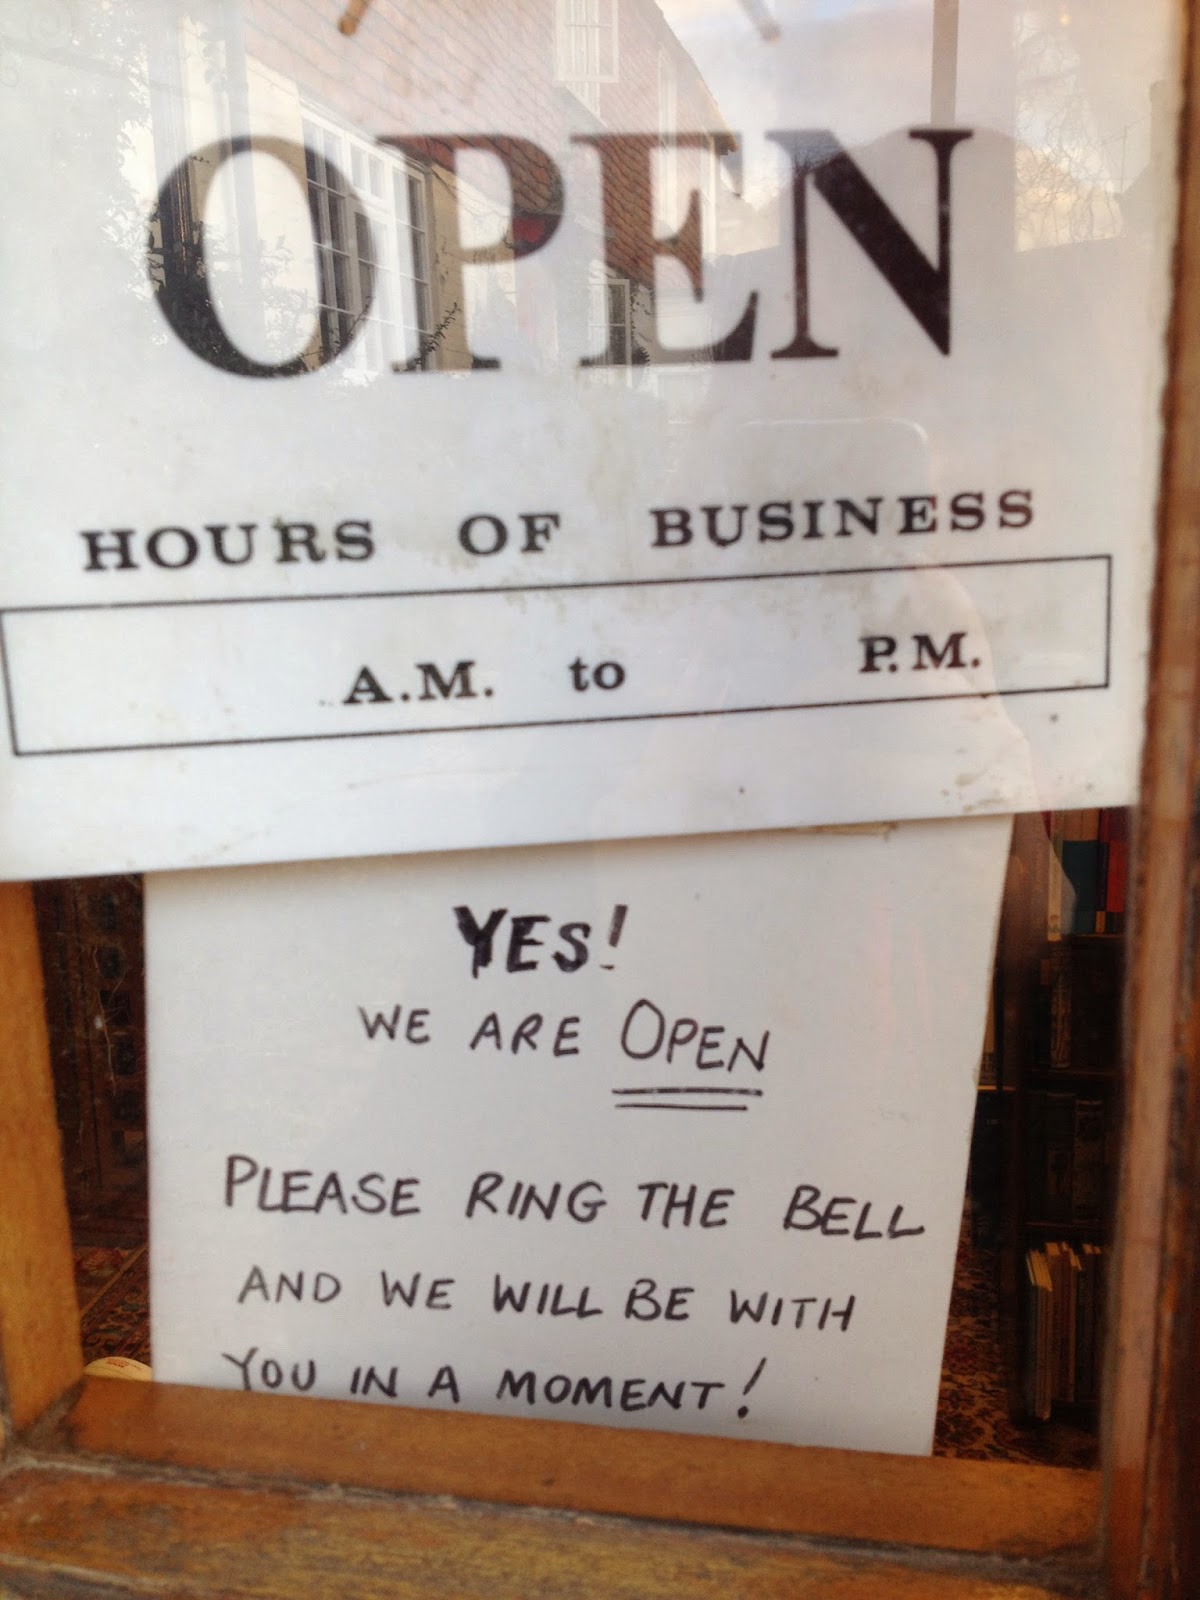 OPEN
HOURS OF BUSINESS
A.M. to P.M.
YES!
WE ARE OPEN
PLEASE RING THE BELL
AND WE WILL BE WITH
YOU IN A MOMENT!